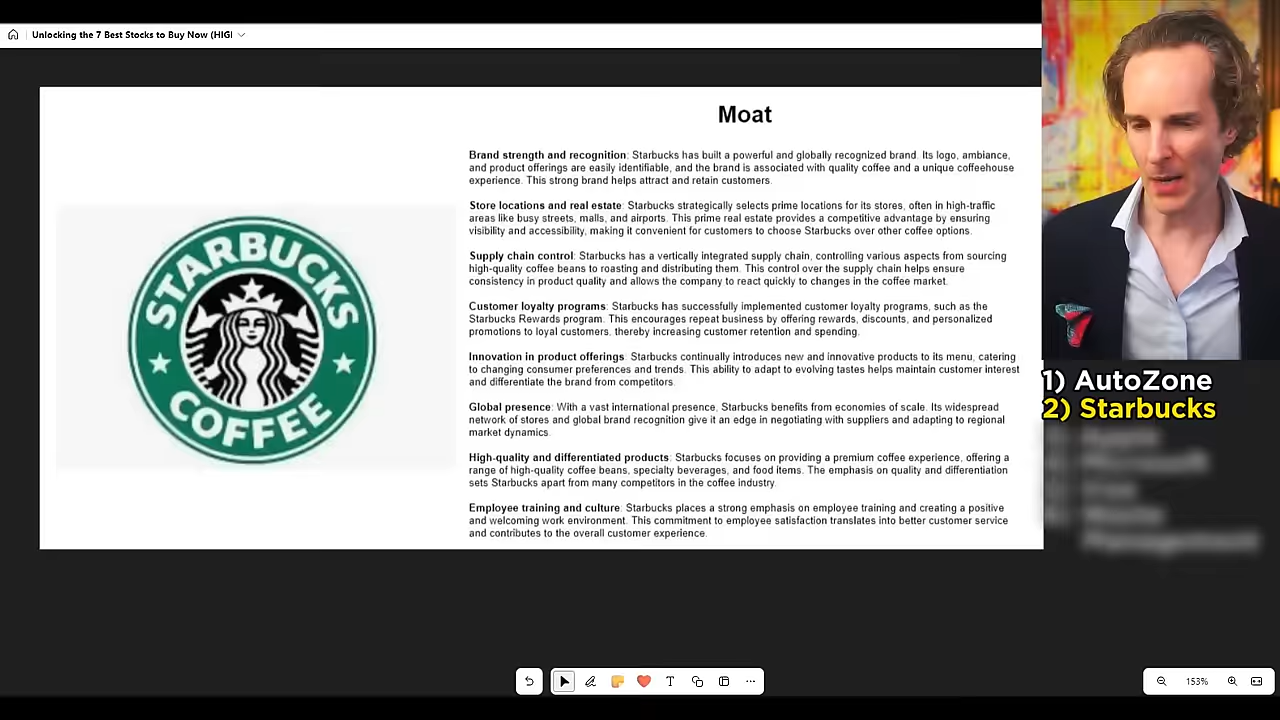 Unlocking the 7 Best Stocks to Buy Now (HIGI
Moat
Brand strength and recognition: Starbucks has built a powerful and globally recognized brand. Its logo, ambiance,
and product offerings are easily identifiable, and the brand is associated with quality coffee and a unique coffeehouse
experience. This strong brand helps attract and retain customers.
Store locations and real estate: Starbucks strategically selects prime locations for its stores, often in high-traffic
areas like busy streets, malls, and airports. This prime real estate provides a competitive advantage by ensuring
visibility and accessibility, making it convenient for customers to choose Starbucks over other coffee options.
Supply chain control: Starbucks has a vertically integrated supply chain, controlling various aspects from sourcing
high-quality coffee beans to roasting and distributing them. This control over the supply chain helps ensure
consistency in product quality and allows the company to react quickly to changes in the coffee market.
Customer loyalty programs: Starbucks has successfully implemented customer loyalty programs, such as the
Starbucks Rewards program. This encourages repeat business by offering rewards, discounts, and personalized
promotions to loyal customers, thereby increasing customer retention and spending.
Innovation in product offerings: Starbucks continually introduces new and innovative products to its menu, catering
to changing consumer preferences and trends. This ability to adapt to evolving tastes helps maintain customer interest
and differentiate the brand from competitors.
Global presence: With a vast international presence, Starbucks benefits from economies of scale. Its widespread
network of stores and global brand recognition give it an edge in negotiating with suppliers and adapting to regional
market dynamics.
High-quality and differentiated products: Starbucks focuses on providing a premium coffee experience, offering a
range of high-quality coffee beans, specialty beverages, and food items. The emphasis on quality and differentiation
sets Starbucks apart from many competitors in the coffee industry.
Employee training and culture: Starbucks places a strong emphasis on employee training and creating a positive
and welcoming work environment. This commitment to employee satisfaction translates into better customer service
and contributes to the overall customer experience.
STARBUCKS
COFFEE
1) AutoZone
2) Starbucks
T
153%